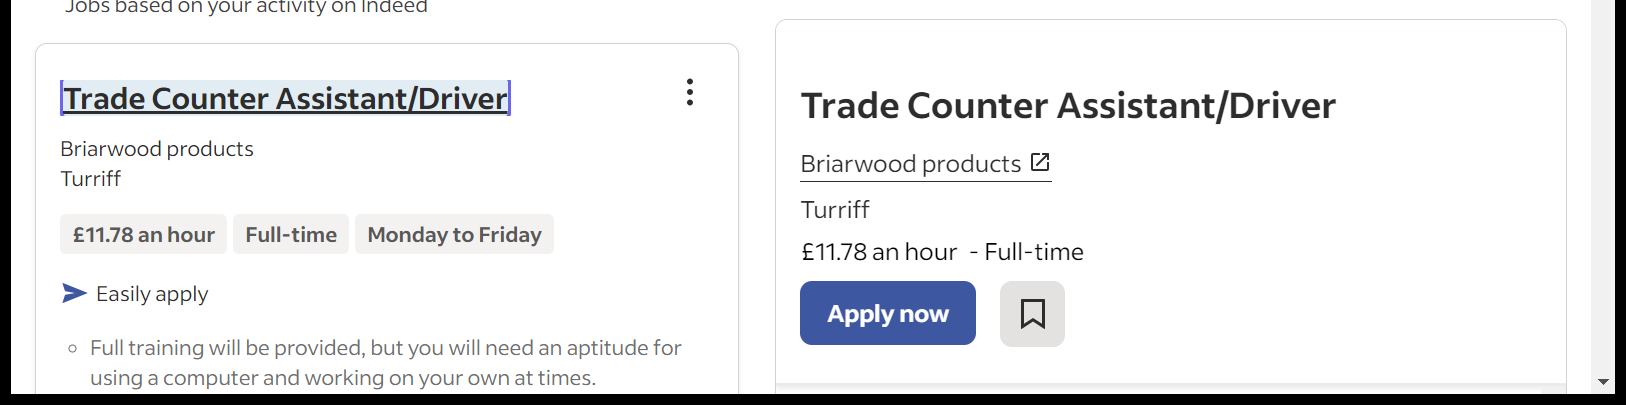 Jobs based on your activity on Indeed
Trade Counter Assistant/Driver
Briarwood products
Turriff
£11.78 an hour Full-time Monday to Friday
Easily apply
Full training will be provided, but you will need an aptitude for
using a computer and working on your own at times.
Trade Counter Assistant/Driver
Briarwood products
Turriff
£11.78 an hour - Full-time
Apply now